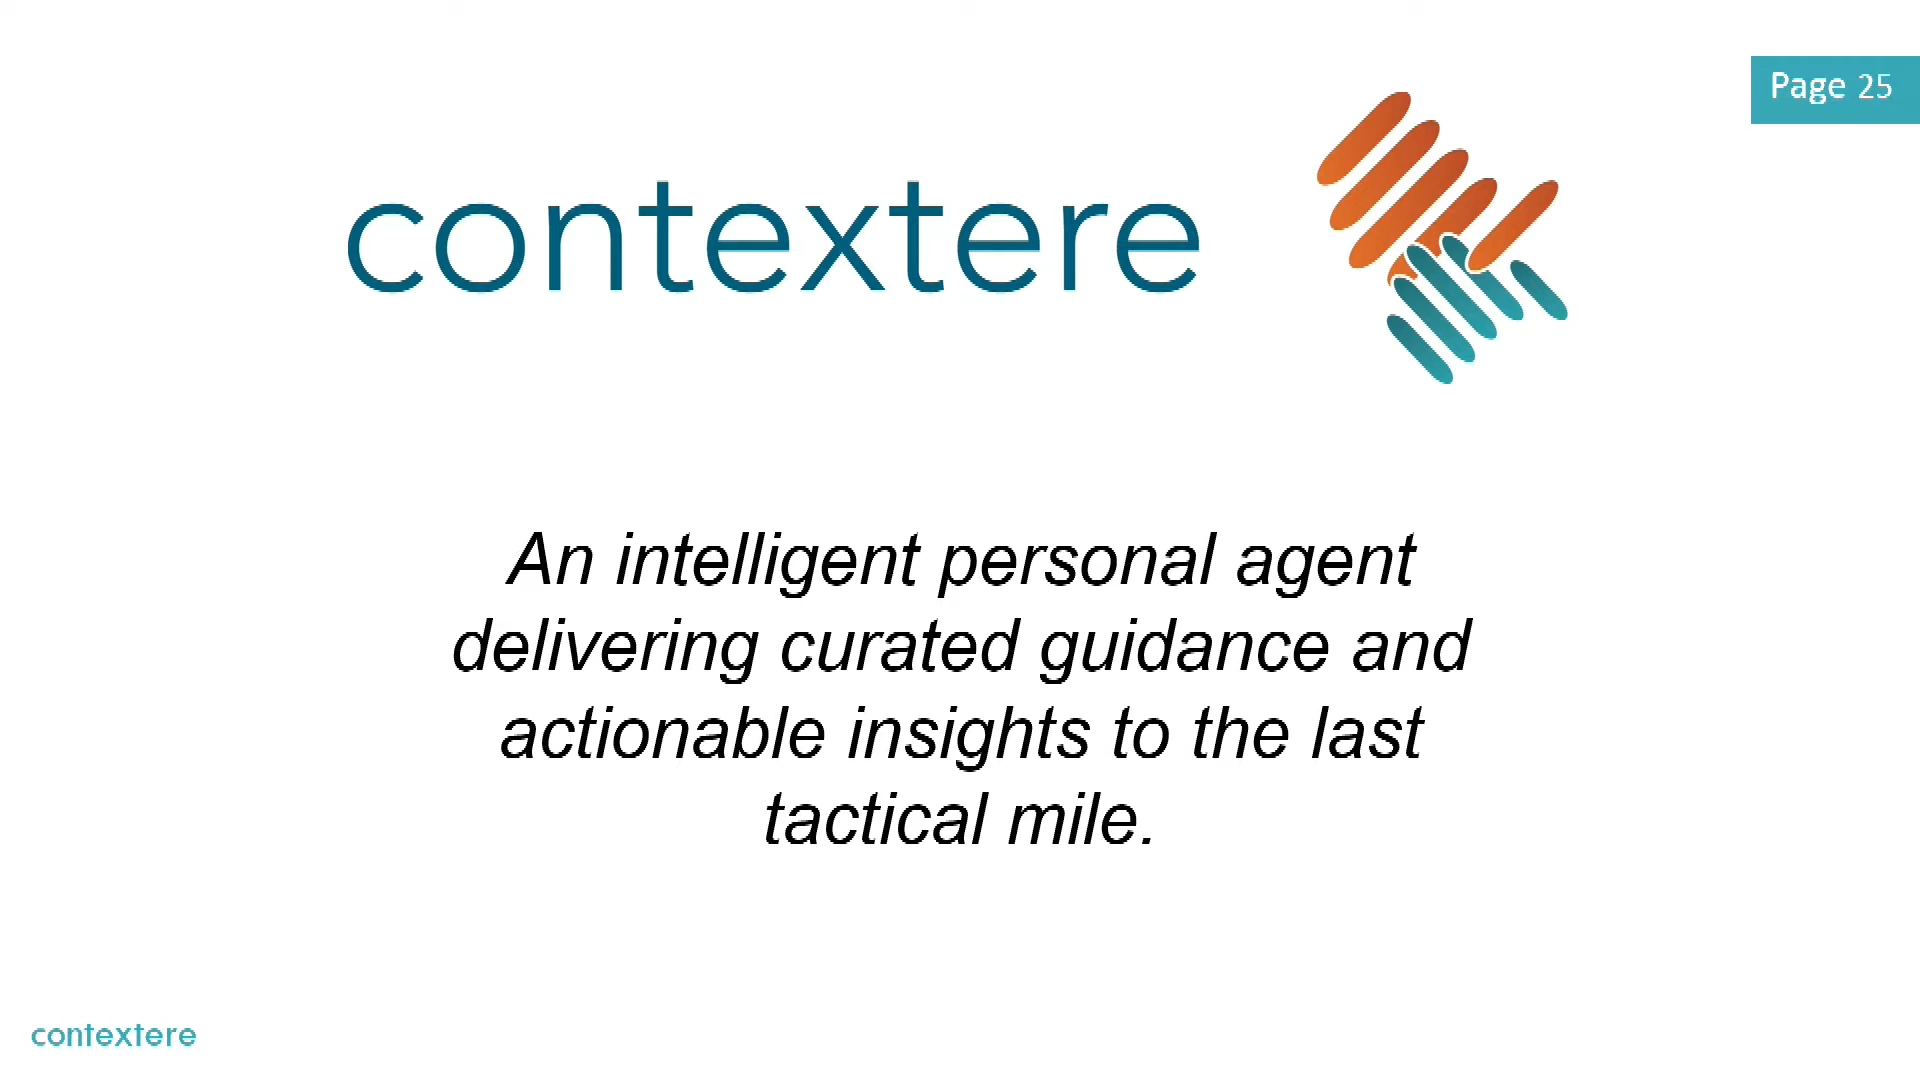 Page 25
contextere
An intelligent personal agent
delivering curated guidance and
actionable insights to the last
tactical mile.
contextere